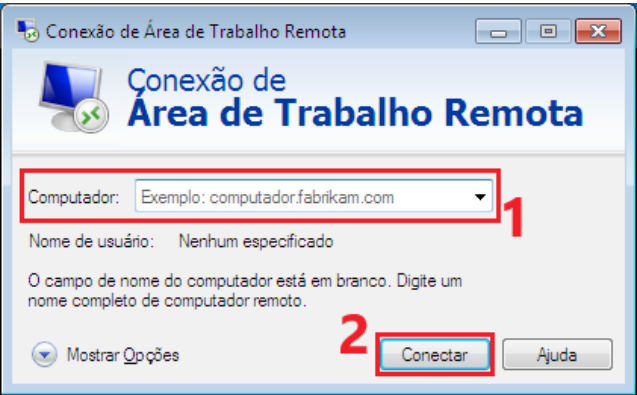 Conexão de Área de Trabalho Remota
Conexão de
Área de Trabalho Remota
Computador: Exemplo: computador.fabrikam.com
1
Nome de usuário: Nenhum especificado
O campo de nome do computador está em branco. Digite um
nome completo de computador remoto.
2
Mostrar Opções Conectar Ajuda